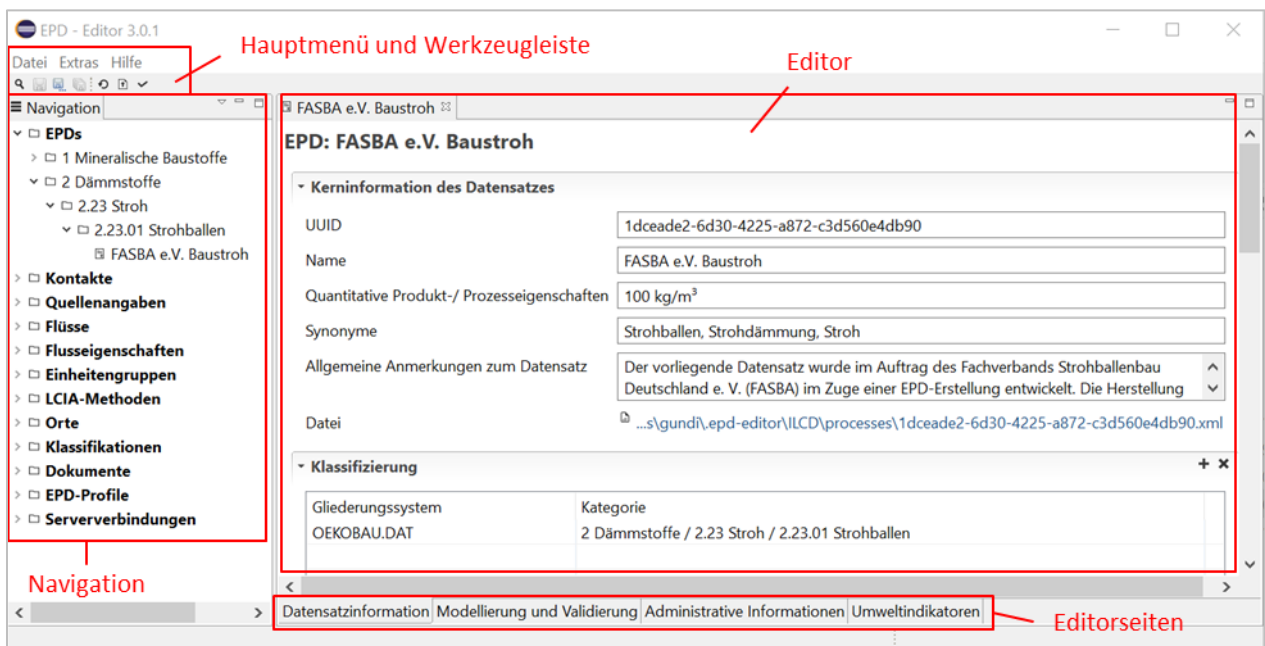 EPD - Editor 3.0.1
Hauptmenü und Werkzeugleiste
Datei Extras Hilfe
Editor
Navigation
EPDs
1 Mineralische Baustoffe
2 Dämmstoffe
2.23 Stroh
2.23.01 Strohballen
FASBA e.V. Baustroh
Kontakte
Quellenangaben
Flüsse
Flusseigenschaften
Einheitengruppen
LCIA-Methoden
Orte
Klassifikationen
Dokumente
EPD-Profile
Serververbindungen
Navigation
FASBA e.V. Baustroh
EPD: FASBA e.V. Baustroh
Kerninformation des Datensatzes
UUID 1dceade2-6d30-4225-a872-c3d560e4db90
Name FASBA e.V. Baustroh
Quantitative Produkt-/ Prozesseigenschaften 100 kg/m³
Synonyme Strohballen, Strohdämmung, Stroh
Allgemeine Anmerkungen zum Datensatz Der vorliegende Datensatz wurde im Auftrag des Fachverbands Strohballenbau
Deutschland e. V. (FASBA) im Zuge einer EPD-Erstellung entwickelt. Die Herstellung
Datei ...s\gundi\.epd-editor\ILCD\processes\1dceade2-6d30-4225-a872-c3d560e4db90.xml
Klassifizierung
Gliederungssystem Kategorie
OEKOBAU.DAT 2 Dämmstoffe / 2.23 Stroh / 2.23.01 Strohballen
Datensatzinformation Modellierung und Validierung Administrative Informationen Umweltindikatoren
Editorseiten